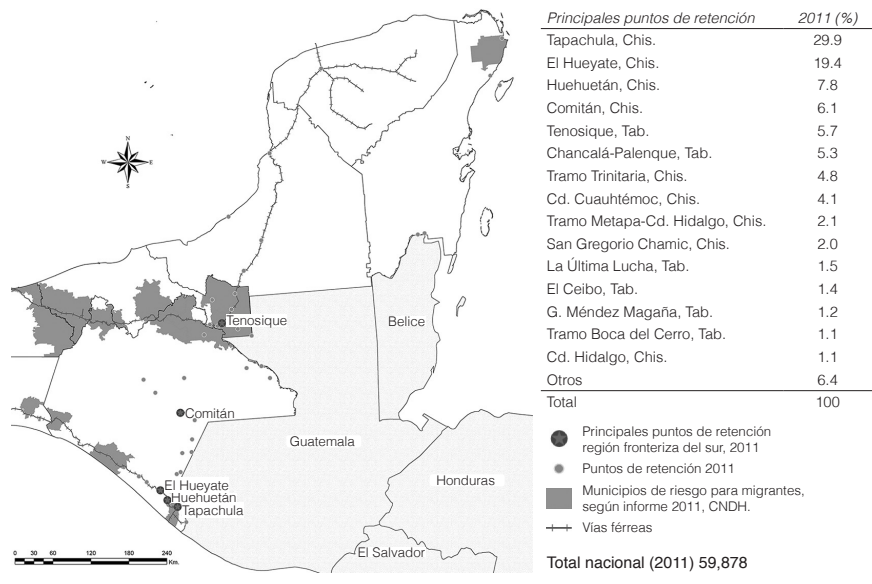 N
W E
S
Tenosique
Belice
Comitán
Guatemala
El Hueyate
Huehuetán
Tapachula
Honduras
El Salvador
0 30 60 120 180 240
Km.
Principales puntos de retención 2011 (%)
Tapachula, Chis. 29.9
El Hueyate, Chis. 19.4
Huehuetán, Chis. 7.8
Comitán, Chis. 6.1
Tenosique, Tab. 5.7
Chancalá-Palenque, Tab. 5.3
Tramo Trinitaria, Chis. 4.8
Cd. Cuauhtémoc, Chis. 4.1
Tramo Metapa-Cd. Hidalgo, Chis. 2.1
San Gregorio Chamic, Chis. 2.0
La Última Lucha, Tab. 1.5
El Ceibo, Tab. 1.4
G. Méndez Magaña, Tab. 1.2
Tramo Boca del Cerro, Tab. 1.1
Cd. Hidalgo, Chis. 1.1
Otros 6.4
Total 100
Principales puntos de retención
región fronteriza del sur, 2011
Puntos de retención 2011
Municipios de riesgo para migrantes,
según informe 2011, CNDH.
Vías férreas
Total nacional (2011) 59,878